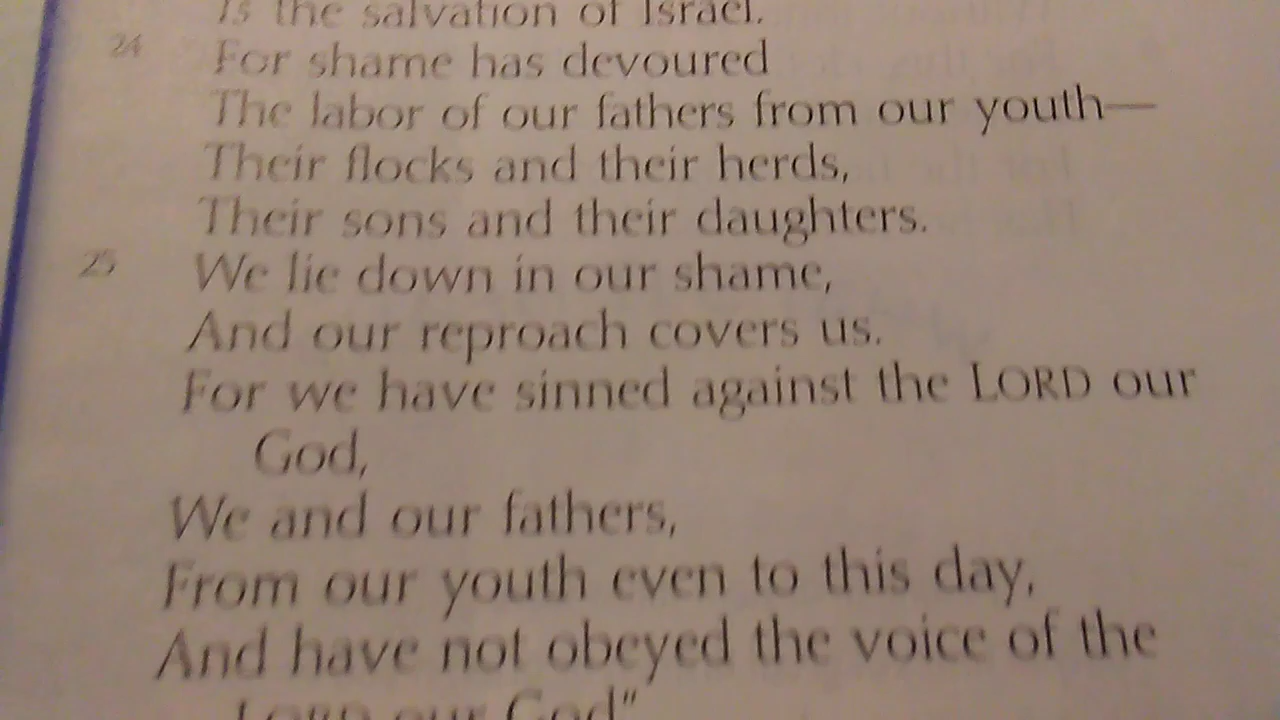 Is the salvation of Israel.
24 For shame has devoured
The labor of our fathers from our youth—
Their flocks and their herds,
Their sons and their daughters.
25 We lie down in our shame,
And our reproach covers us.
For we have sinned against the LORD our
God,
We and our fathers,
From our youth even to this day,
And have not obeyed the voice of the
LORD our God"